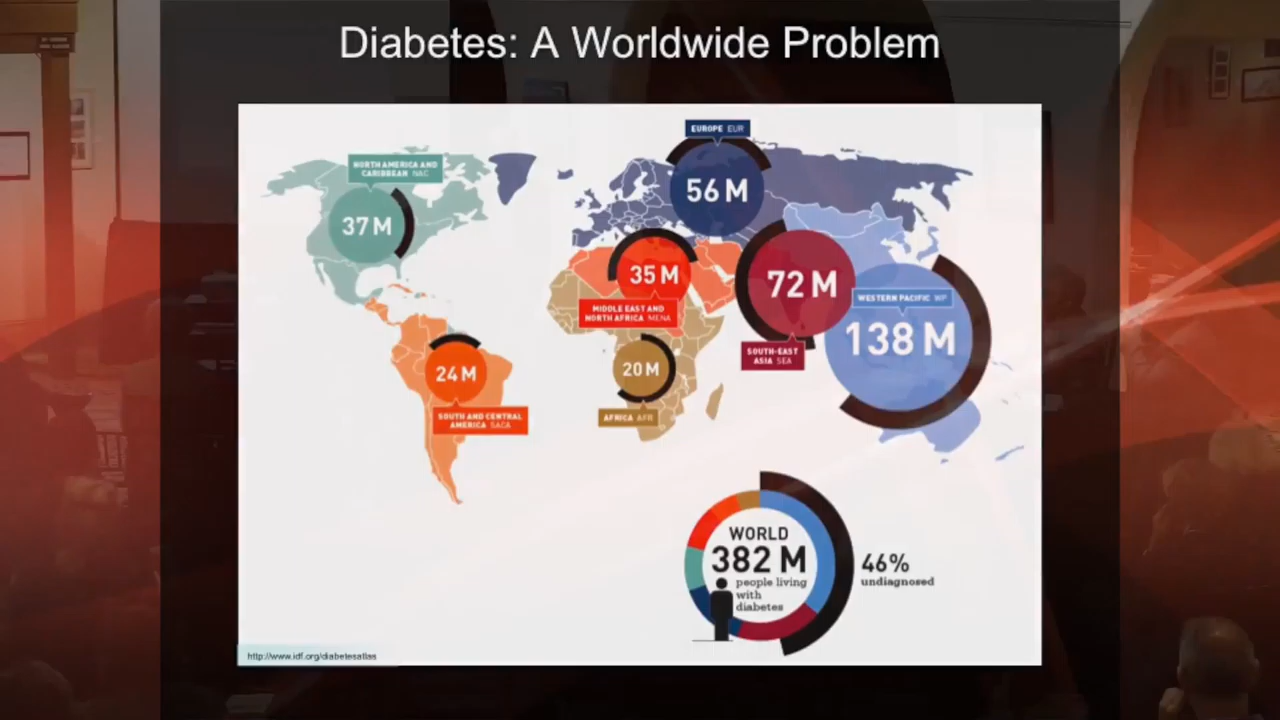 Diabetes: A Worldwide Problem
EUROPE EUR
56 M
NORTH AMERICA AND
CARIBBEAN NAC
37 M
35 M
MIDDLE EAST AND
NORTH AFRICA MENA
72 M
SOUTH-EAST
ASIA SEA
WESTERN PACIFIC WP
138 M
24 M
SOUTH AND CENTRAL
AMERICA SACA
20 M
AFRICA AFR
WORLD
382 M
people living
with
diabetes
46%
undiagnosed
http://www.idf.org/diabetesatlas